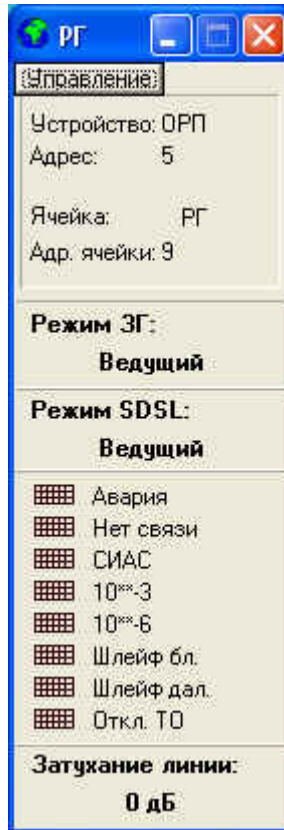 РГ
Управление
Устройство: ОРП
Адрес: 5
Ячейка: РГ
Адр. ячейки: 9
Режим ЗГ:
Ведущий
Режим SDSL:
Ведущий
Авария
Нет связи
СИАС
10**-3
10**-6
Шлейф бл.
Шлейф дал.
Откл. ТО
Затухание линии:
0 дБ